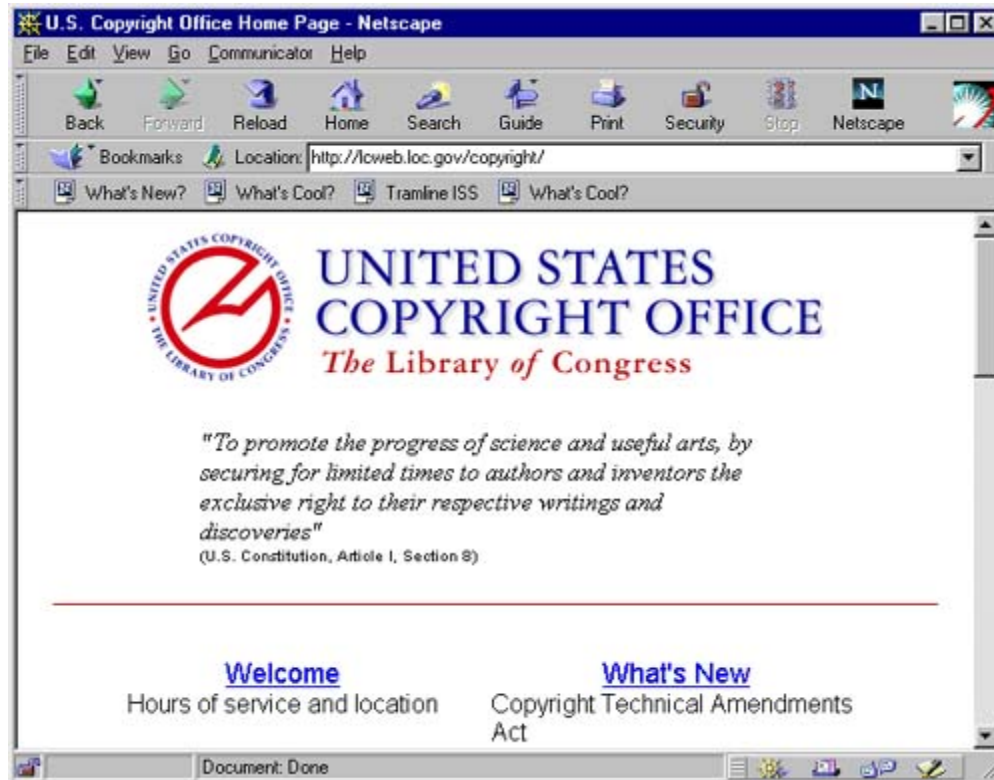 U.S. Copyright Office Home Page - Netscape
File Edit View Go Communicator Help
Back Forward Reload Home Search Guide Print Security Stop Netscape
Bookmarks Location: http://lcweb.loc.gov/copyright/
What's New? What's Cool? Tramline ISS What's Cool?
UNITED STATES COPYRIGHT OFFICE
THE LIBRARY OF CONGRESS
UNITED STATES
COPYRIGHT OFFICE
The Library of Congress
"To promote the progress of science and useful arts, by
securing for limited times to authors and inventors the
exclusive right to their respective writings and
discoveries"
(U.S. Constitution, Article I, Section 8)
Welcome
Hours of service and location
What's New
Copyright Technical Amendments
Act
Document: Done